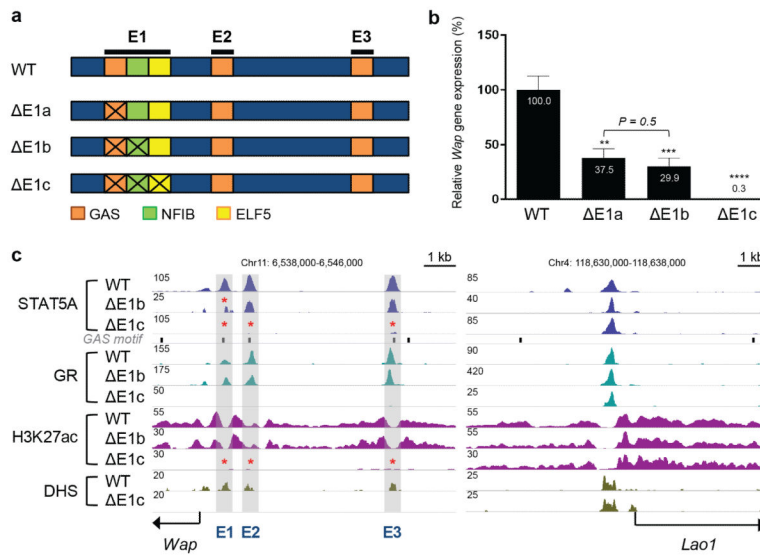 a
E1 E2 E3
WT
ΔE1a
ΔE1b
ΔE1c
GAS NFIB ELF5
b
Relative Wap gene expression (%)
150
100
50
0
100.0
37.5
29.9
0.3
**
***
****
P = 0.5
WT ΔE1a ΔE1b ΔE1c
c
Chr11: 6,538,000-6,546,000 1 kb Chr4: 118,630,000-118,638,000 1 kb
STAT5A
WT 105 85
ΔE1b 25 * 40
ΔE1c 105 * * * 85
GAS motif
GR
WT 155 90
ΔE1b 175 420
ΔE1c 50 25
H3K27ac
WT 55 55
ΔE1b 30 55
ΔE1c 30 * * * 30
DHS
WT 20 25
ΔE1c 20 25
Wap E1 E2 E3 Lao1